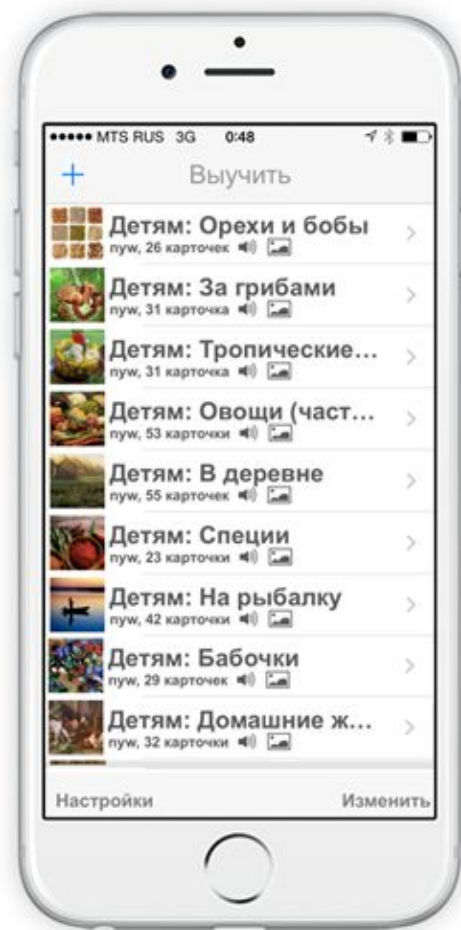 MTS RUS 3G 0:48
+ Выучить
Детям: Орехи и бобы
nyw, 26 карточек
Детям: За грибами
nyw, 31 карточка
Детям: Тропические...
nyw, 31 карточка
Детям: Овощи (част...
nyw, 53 карточки
Детям: В деревне
nyw, 55 карточек
Детям: Специи
nyw, 23 карточки
Детям: На рыбалку
nyw, 42 карточки
Детям: Бабочки
nyw, 29 карточек
Детям: Домашние ж...
nyw, 32 карточки
Настройки Изменить